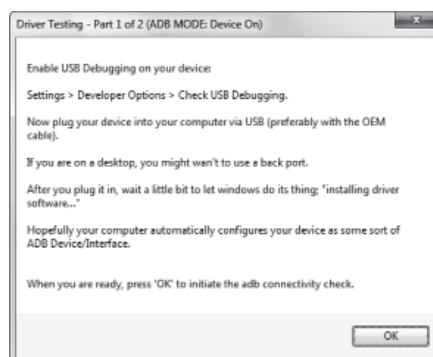 Driver Testing - Part 1 of 2 (ADB MODE: Device On)
x
Enable USB Debugging on your device:
Settings > Developer Options > Check USB Debugging.
Now plug your device into your computer via USB (preferably with the OEM
cable).
If you are on a desktop, you might wan't to use a back port.
After you plug it in, wait a little bit to let windows do its thing; "installing driver
software..."
Hopefully your computer automatically configures your device as some sort of
ADB Device/Interface.
When you are ready, press 'OK' to initiate the adb connectivity check.
OK